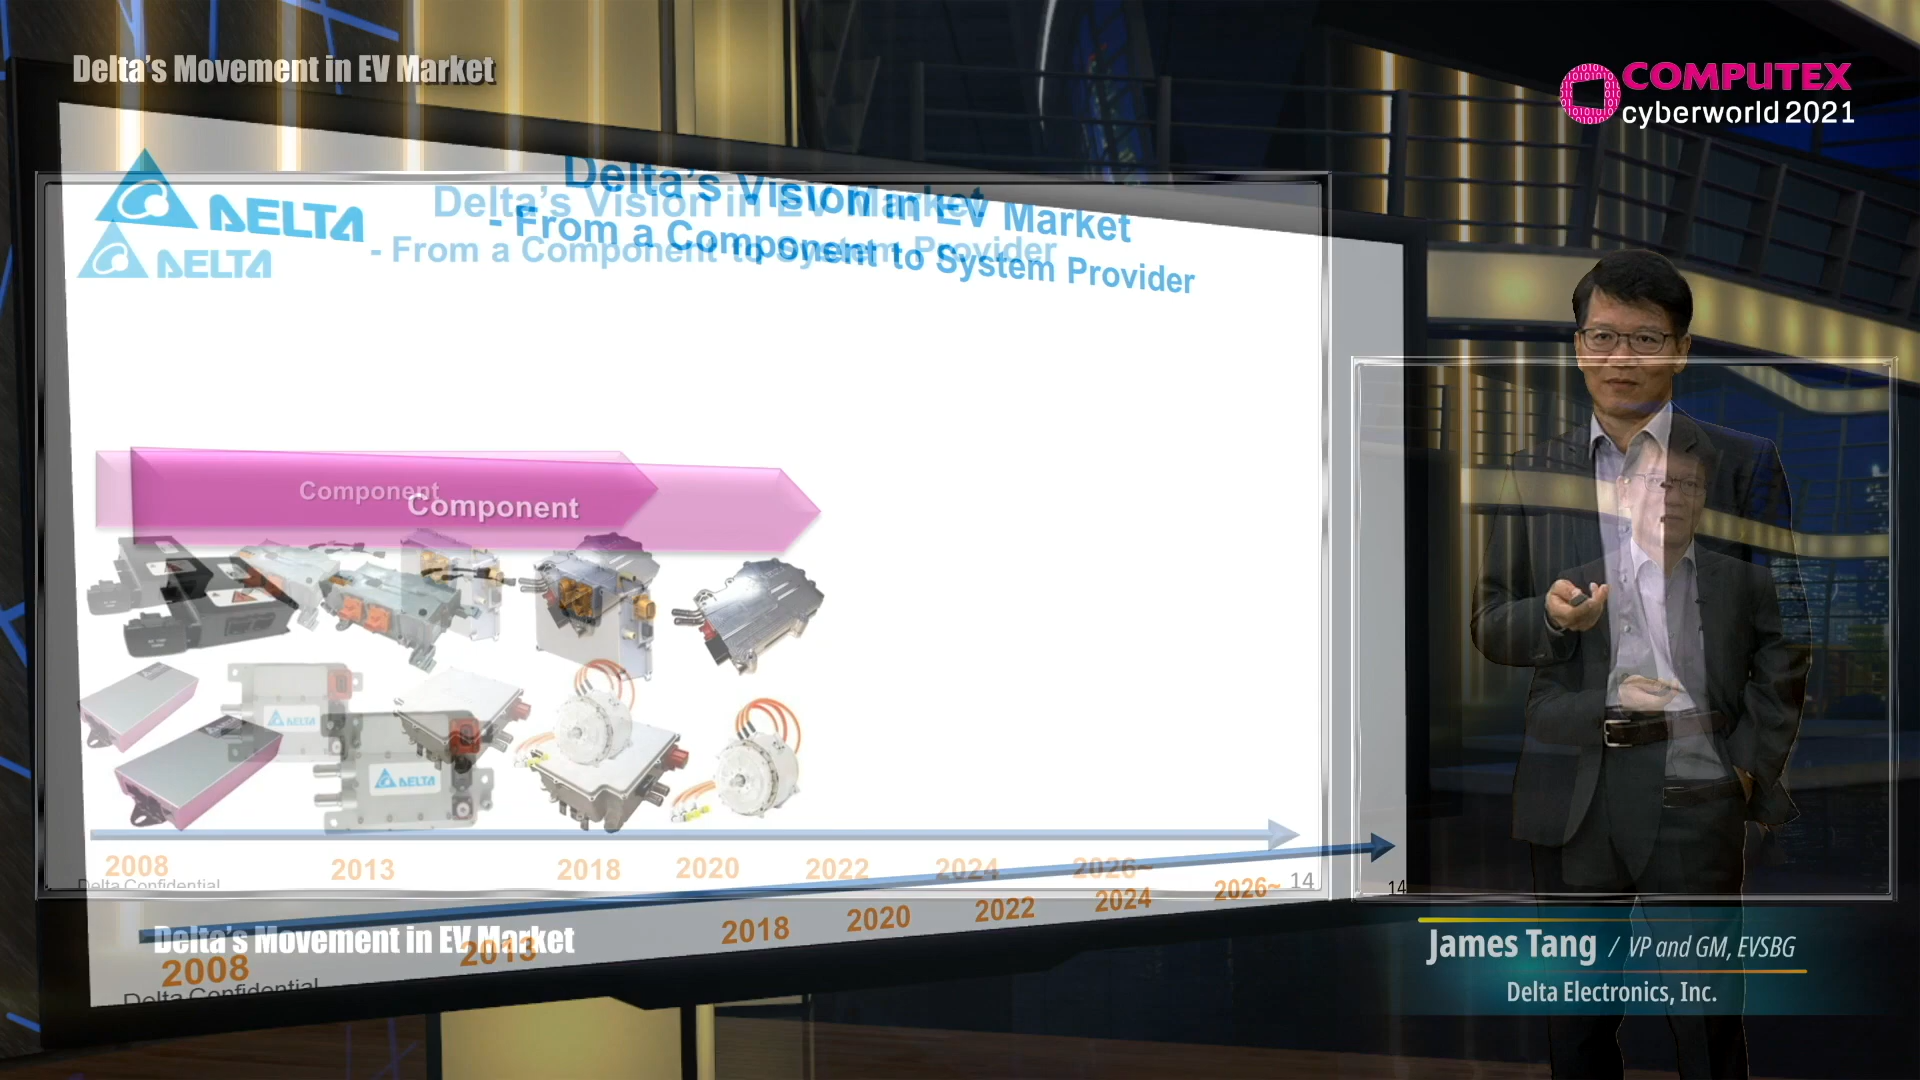 Delta's Movement in EV Market
COMPUTEX
cyberworld 2021
DELTA
Delta's Vision in EV Market
- From a Component to System Provider
DELTA
Delta's Vision in EV Market
- From a Component to System Provider
Component
Component
DELTA
DELTA
2008
2013
2018
2020
2022
2024
2026~
14
Delta Confidential
2008
2013
2018
2020
2022
2024
2026~
14
Delta Confidential
Delta's Movement in EV Market
James Tang / VP and GM, EVSBG
Delta Electronics, Inc.